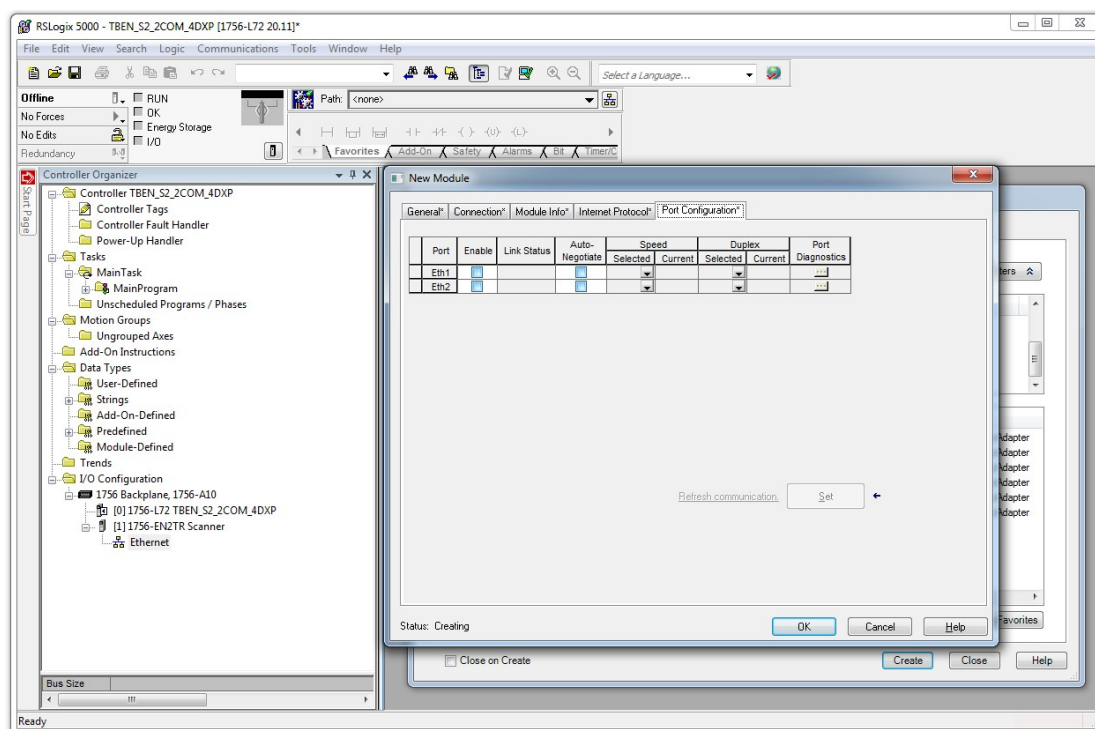 RSLogix 5000 - TBEN_S2_2COM_4DXP [1756-L72 20.11]*
File Edit View Search Logic Communications Tools Window Help
Select a Language...
Offline
RUN
Path: <none>
No Forces
OK
Energy Storage
No Edits
I/O
Redundancy
Favorites Add-On Safety Alarms Bit Timer/C
Start Page
Controller Organizer
Controller TBEN_S2_2COM_4DXP
Controller Tags
Controller Fault Handler
Power-Up Handler
Tasks
MainTask
MainProgram
Unscheduled Programs / Phases
Motion Groups
Ungrouped Axes
Add-On Instructions
Data Types
User-Defined
Strings
Add-On-Defined
Predefined
Module-Defined
Trends
I/O Configuration
1756 Backplane, 1756-A10
[0] 1756-L72 TBEN_S2_2COM_4DXP
[1] 1756-EN2TR Scanner
Ethernet
Bus Size
New Module
General* Connection* Module Info* Internet Protocol* Port Configuration*
Port Enable Link Status Auto-Negotiate Speed Duplex Port Diagnostics
Selected Current Selected Current
Eth1
Eth2
Refresh communication. Set
Status: Creating
OK Cancel Help
ters
Adapter
Adapter
Adapter
Adapter
Adapter
Adapter
Favorites
Close on Create
Create Close Help
Ready